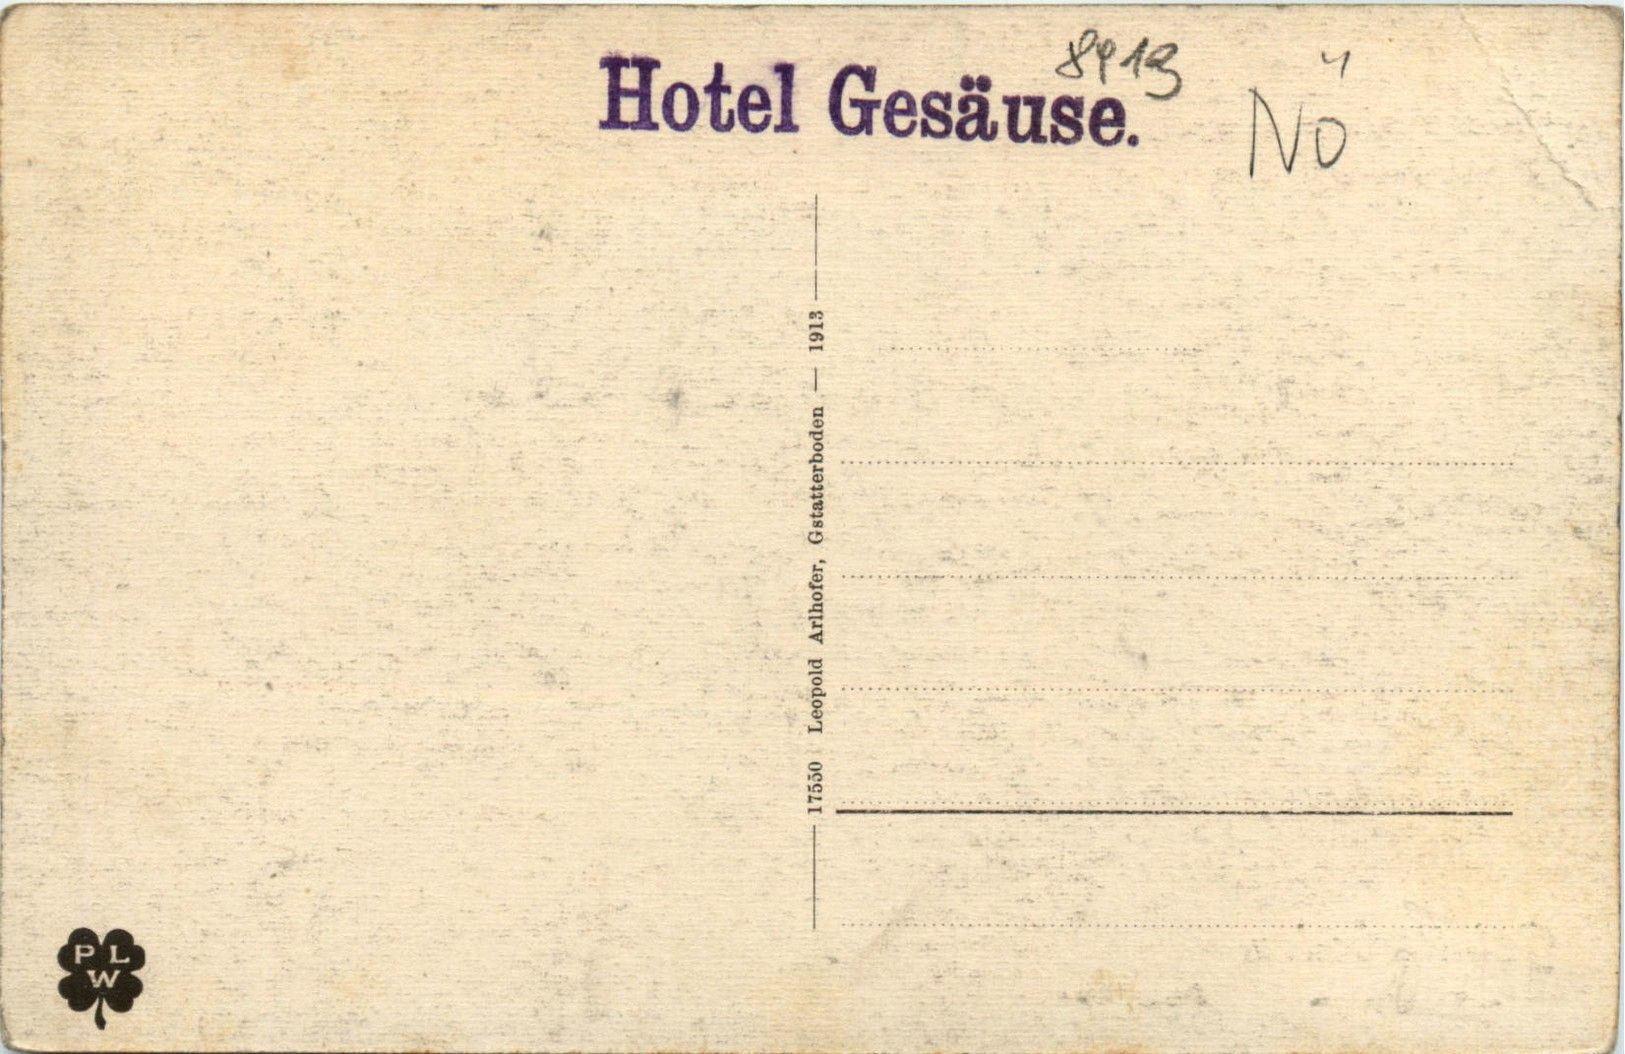 Hotel Gesäuse.
8913
NÖ
17550 Leopold Arlhofer, Gstatterboden — 1913
P L
W